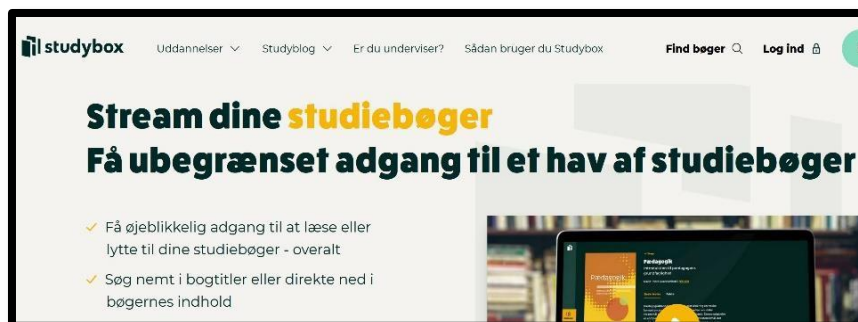 studybox
Uddannelser
Studyblog
Er du underviser?
Sådan bruger du Studybox
Find bøger
Log ind
Stream dine studiebøger
Få ubegrænset adgang til et hav af studiebøger
Få øjeblikkelig adgang til at læse eller
lytte til dine studiebøger - overalt
Søg nemt i bogtitler eller direkte ned i
bøgernes indhold
Pædagogik
Pædagogik